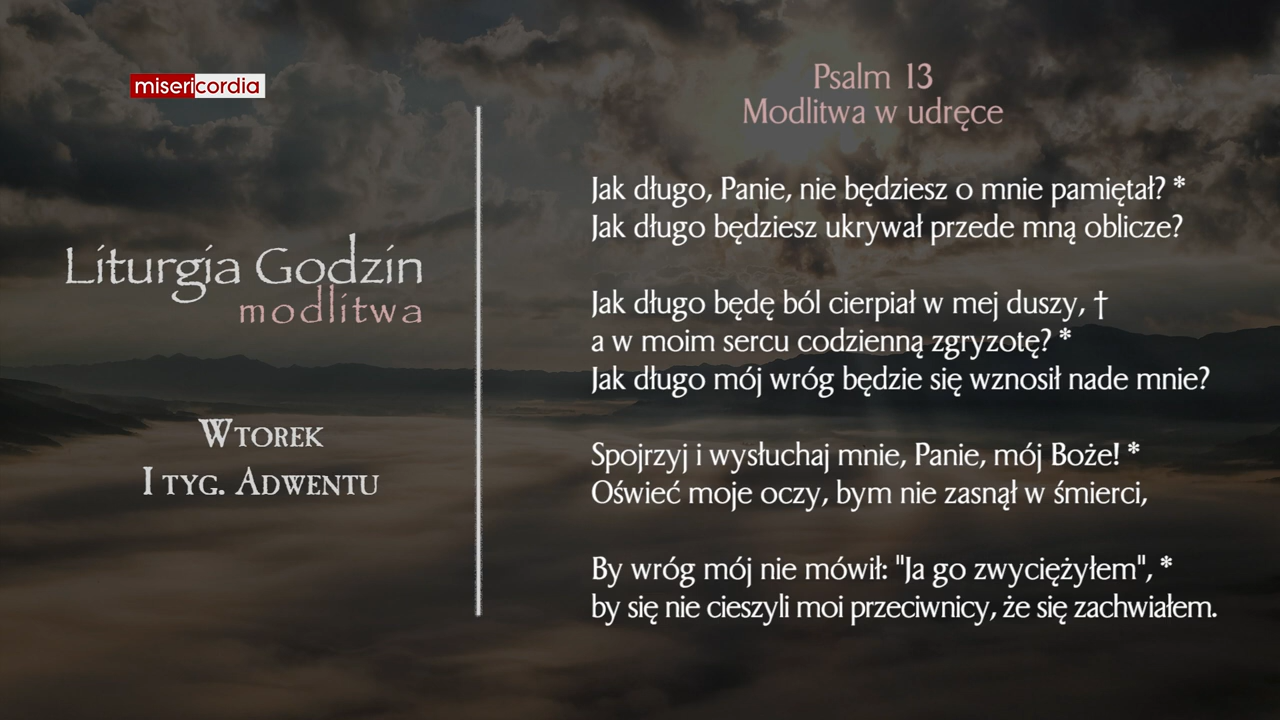 misericordia
Liturgia Godzin
modlitwa
Wtorek
I tyg. Adwentu
Psalm 13
Modlitwa w udręce
Jak długo, Panie, nie będziesz o mnie pamiętał? *
Jak długo będziesz ukrywał przede mną oblicze?
Jak długo będę ból cierpiał w mej duszy, †
a w moim sercu codzienną zgryzotę? *
Jak długo mój wróg będzie się wznosił nade mnie?
Spojrzyj i wysłuchaj mnie, Panie, mój Boże! *
Oświeć moje oczy, bym nie zasnął w śmierci,
By wróg mój nie mówił: "Ja go zwyciężyłem", *
by się nie cieszyli moi przeciwnicy, że się zachwiałem.